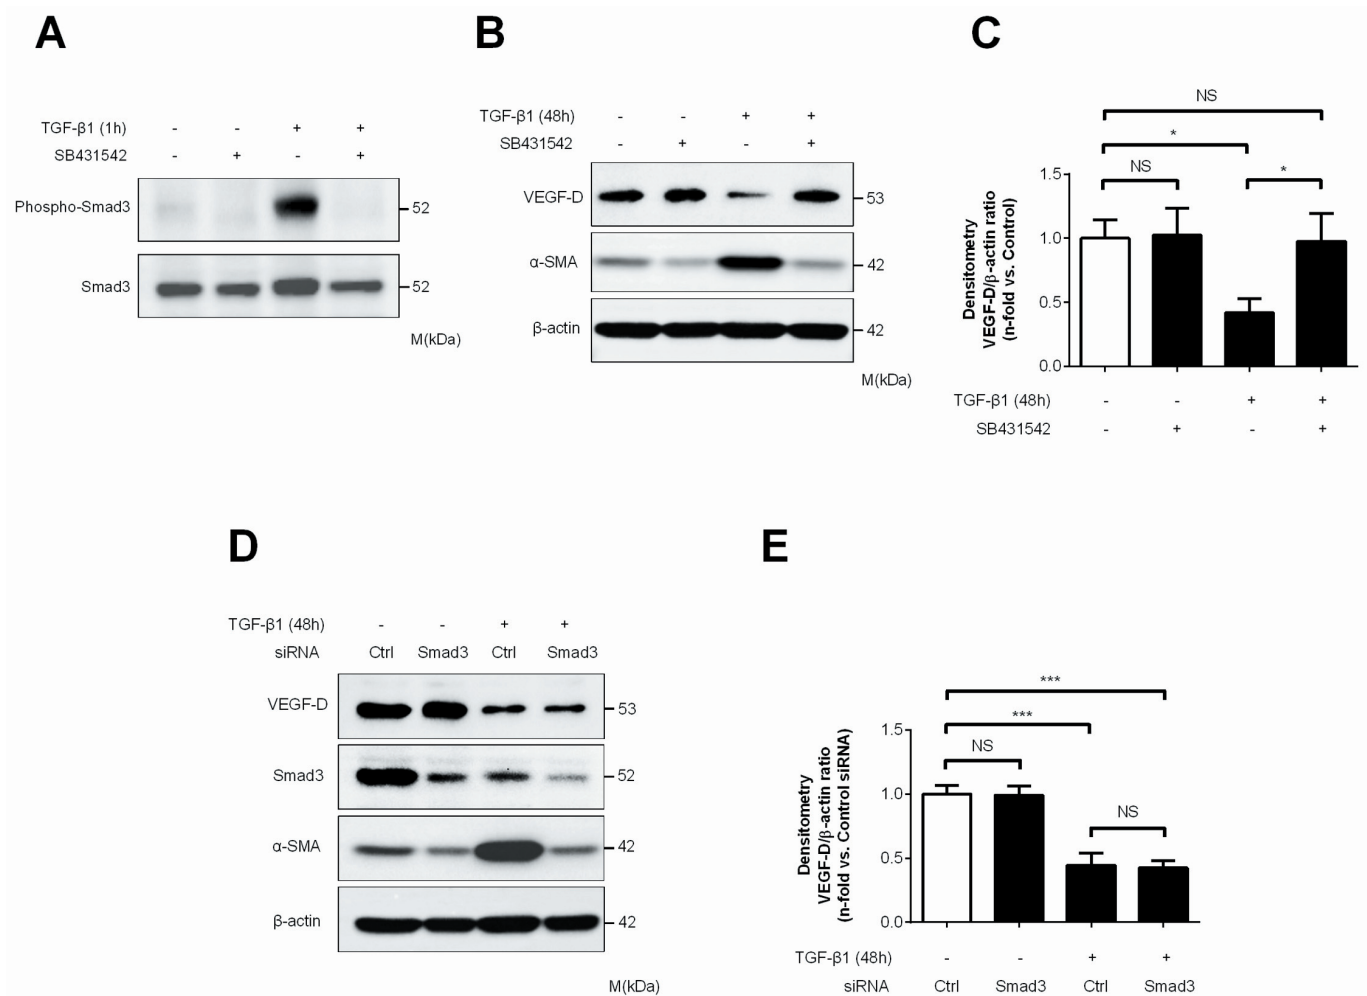 A
TGF-β1 (1h) - - + +
SB431542 - + - +
Phospho-Smad3 52
Smad3 52
M(kDa)
B
TGF-β1 (48h) - - + +
SB431542 - + - +
VEGF-D 53
α-SMA 42
β-actin 42
M(kDa)
C
NS
*
NS *
Densitometry
VEGF-D/β-actin ratio
(n-fold vs. Control)
1.5
1.0
0.5
0.0
TGF-β1 (48h) - - + +
SB431542 - + - +
D
TGF-β1 (48h) - - + +
siRNA Ctrl Smad3 Ctrl Smad3
VEGF-D 53
Smad3 52
α-SMA 42
β-actin 42
M(kDa)
E
***
***
NS
NS
Densitometry
VEGF-D/β-actin ratio
(n-fold vs. Control siRNA)
1.5
1.0
0.5
0.0
TGF-β1 (48h) - - + +
siRNA Ctrl Smad3 Ctrl Smad3